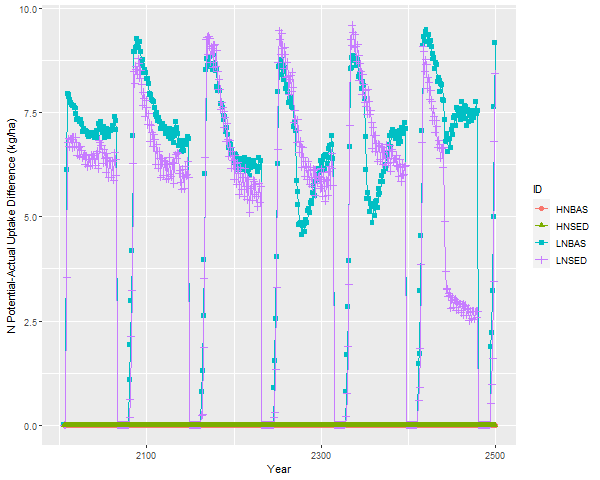 N Potential-Actual Uptake Difference (kg/ha)
10.0
7.5
5.0
2.5
0.0
2100
2300
2500
Year
ID
HNBAS
HNSED
LNBAS
LNSED